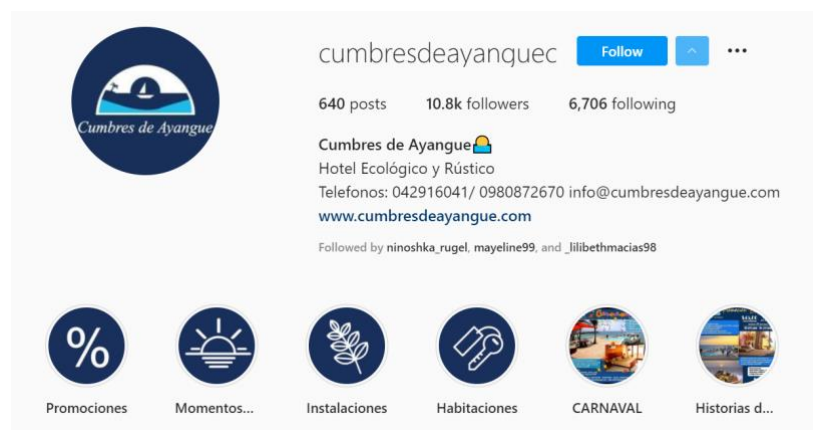 cumbresdeayanguec Follow
640 posts 10.8k followers 6,706 following
Cumbres de Ayangue
Cumbres de Ayangue
Hotel Ecológico y Rústico
Telefonos: 042916041/ 0980872670 info@cumbresdeayangue.com
www.cumbresdeayangue.com
Followed by ninoshka_rugel, mayeline99, and _lilibethmacias98
%
Promociones Momentos... Instalaciones Habitaciones CARNAVAL Historias d...